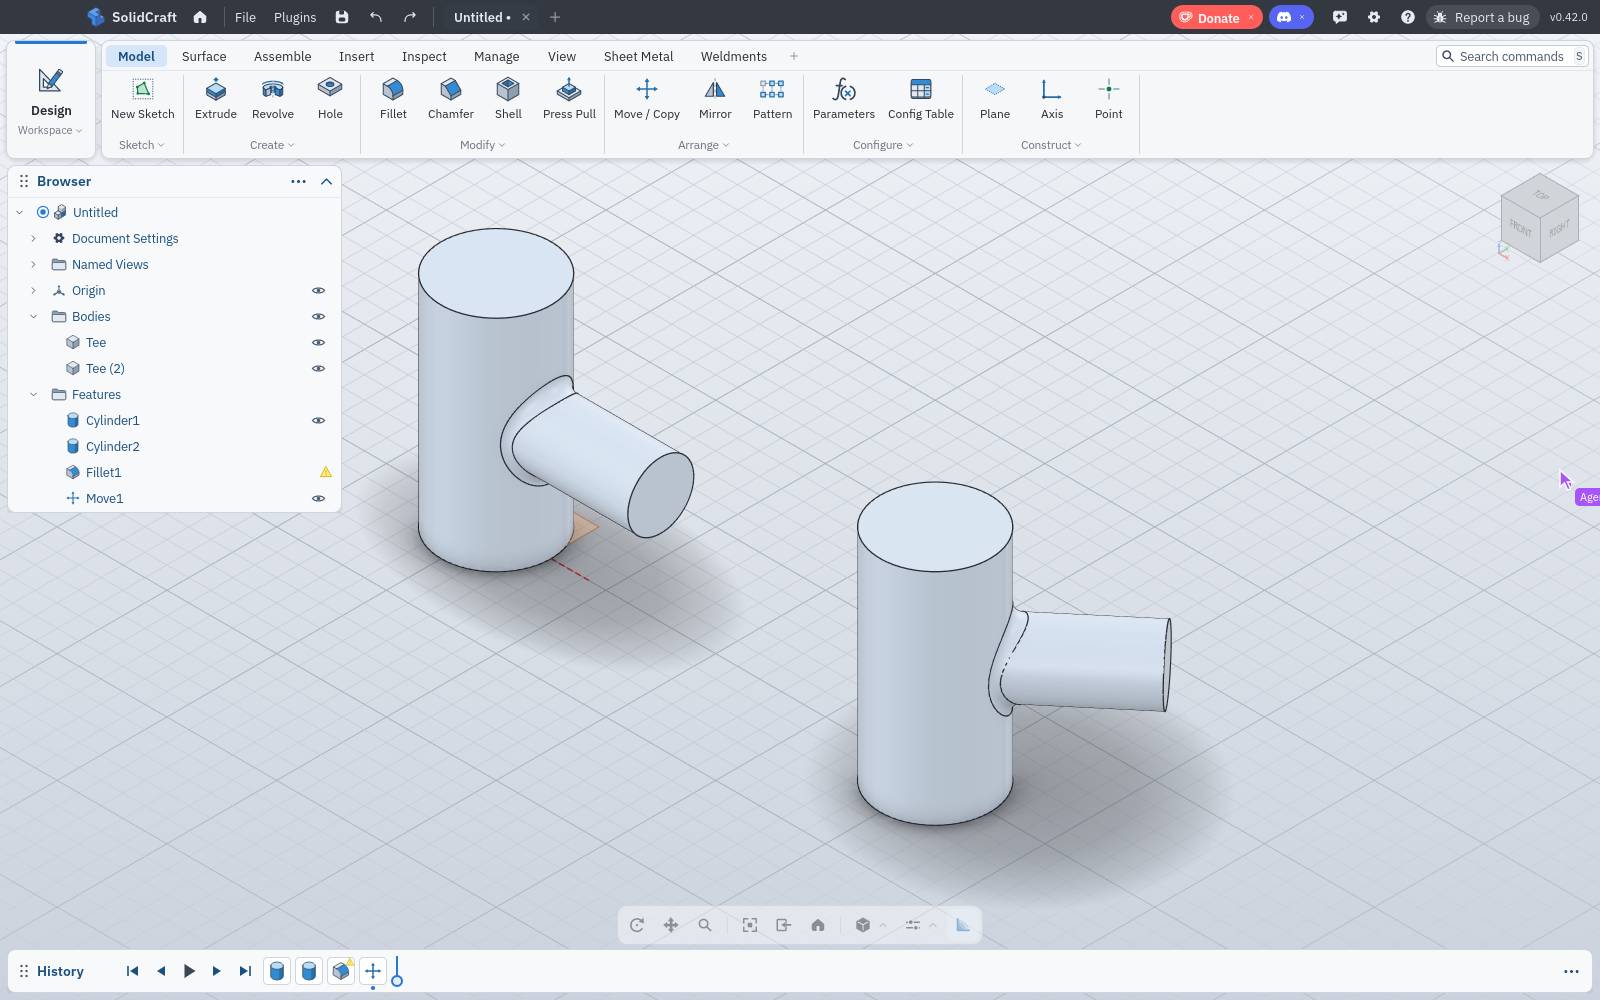 SolidCraft
File
Plugins
Untitled •
Donate
Report a bug
v0.42.0
Design
Workspace
Model
Surface
Assemble
Insert
Inspect
Manage
View
Sheet Metal
Weldments
Search commands
S
New Sketch
Extrude
Revolve
Hole
Fillet
Chamfer
Shell
Press Pull
Move / Copy
Mirror
Pattern
Parameters
Config Table
Plane
Axis
Point
Sketch
Create
Modify
Arrange
Configure
Construct
Browser
Untitled
Document Settings
Named Views
Origin
Bodies
Tee
Tee (2)
Features
Cylinder1
Cylinder2
Fillet1
Move1
TOP
FRONT
RIGHT
History